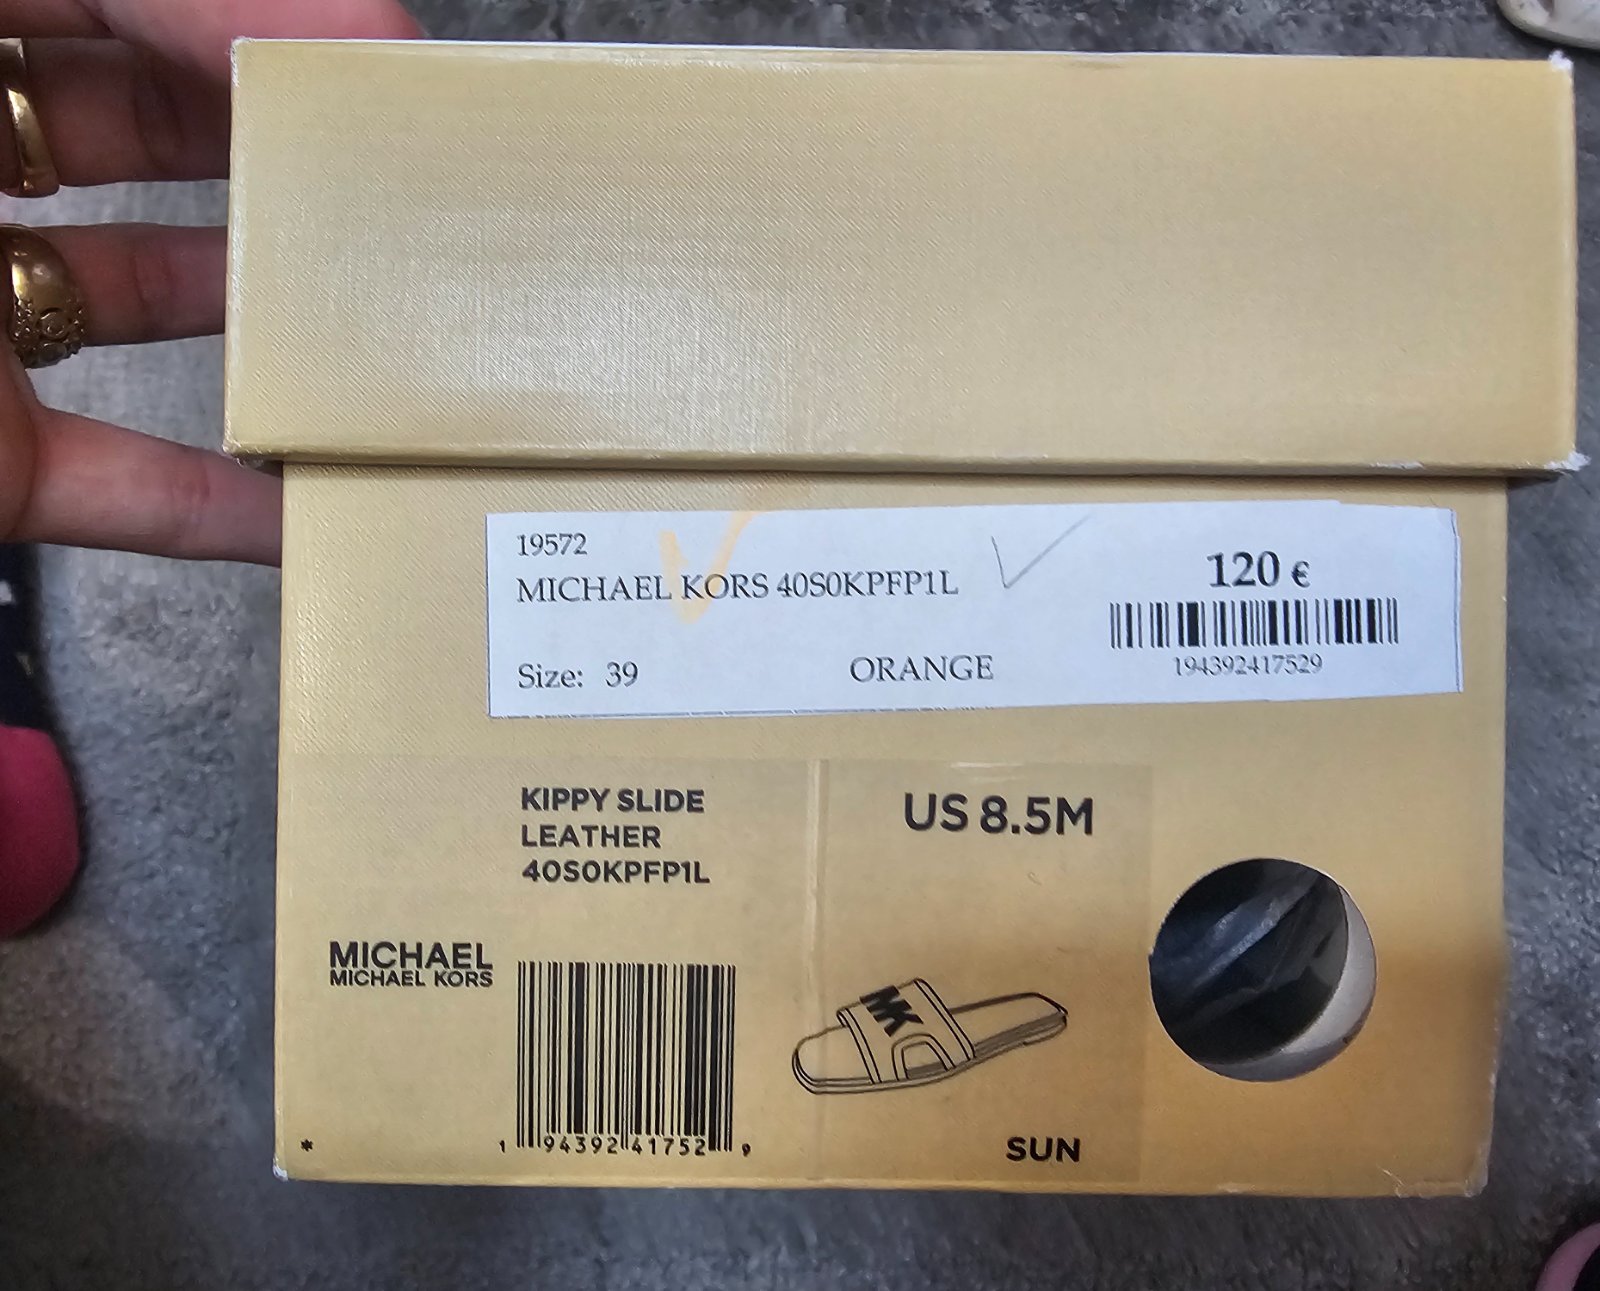 19572
MICHAEL KORS 40S0KPFP1L
120 €
194392417529
Size: 39
ORANGE
KIPPY SLIDE
LEATHER
40S0KPFP1L
US 8.5M
MICHAEL
MICHAEL KORS
MK
* 1 94392 41752 9
SUN